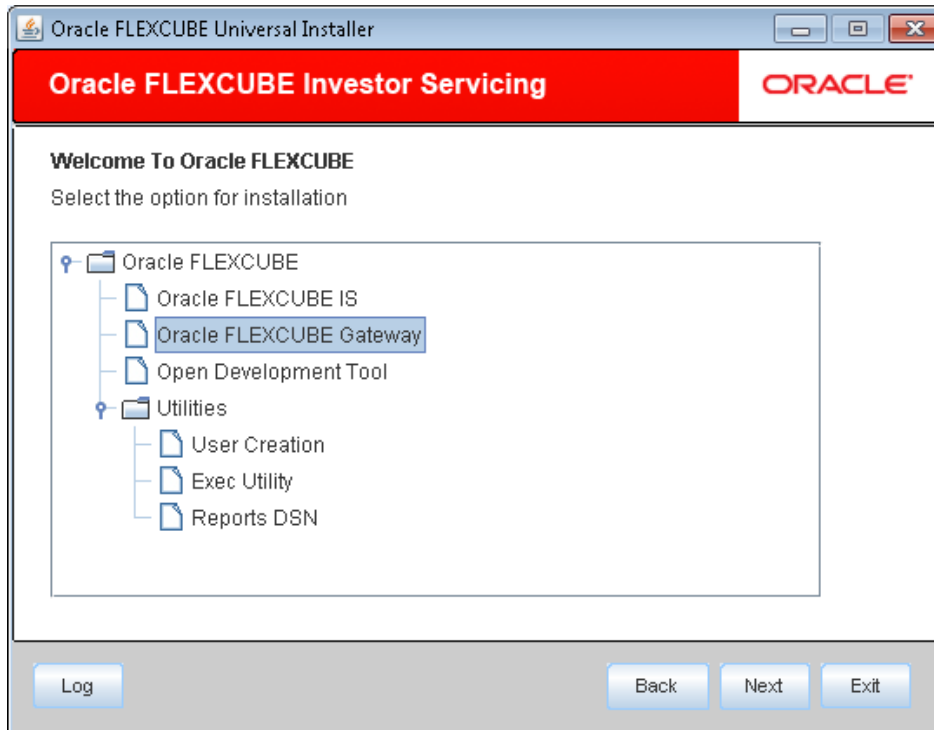 Oracle FLEXCUBE Universal Installer
Oracle FLEXCUBE Investor Servicing
ORACLE
Welcome To Oracle FLEXCUBE
Select the option for installation
Oracle FLEXCUBE
Oracle FLEXCUBE IS
Oracle FLEXCUBE Gateway
Open Development Tool
Utilities
User Creation
Exec Utility
Reports DSN
Log Back Next Exit